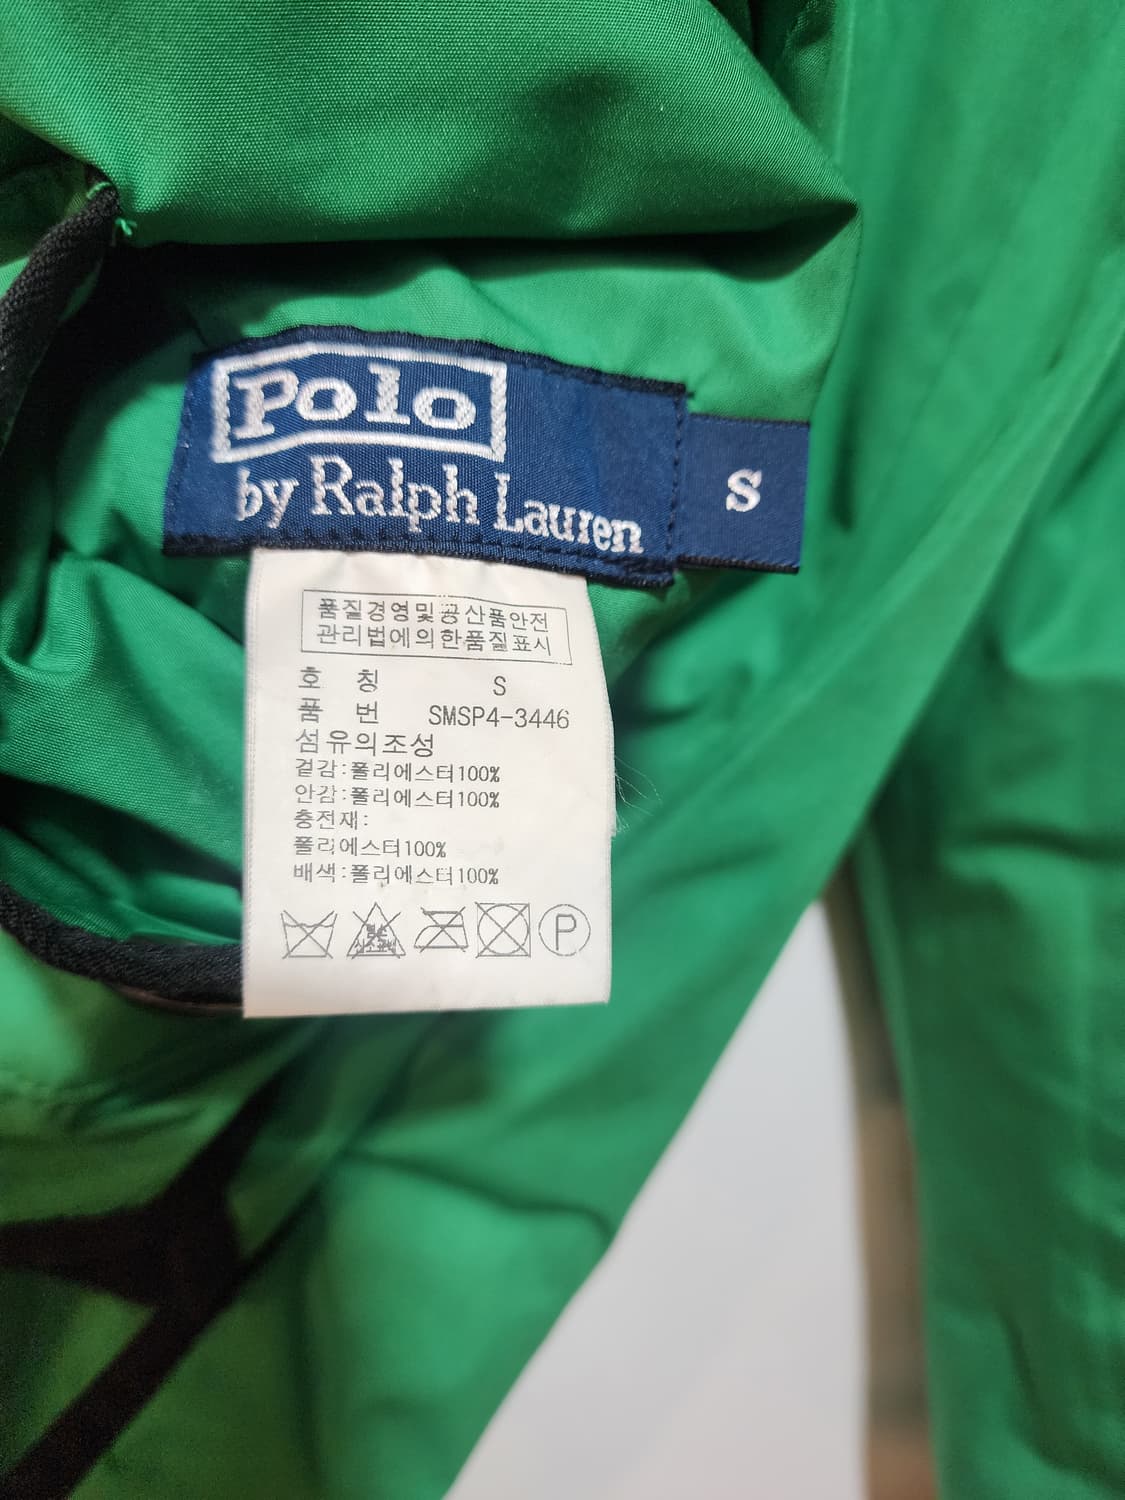 Polo
by Ralph Lauren
S
품질경영및공산품안전
관리법에의한품질표시
호 칭 S
품 번 SMSP4-3446
섬유의조성
겉감:폴리에스터100%
안감:폴리에스터100%
충전재:
폴리에스터100%
배색:폴리에스터100%
P